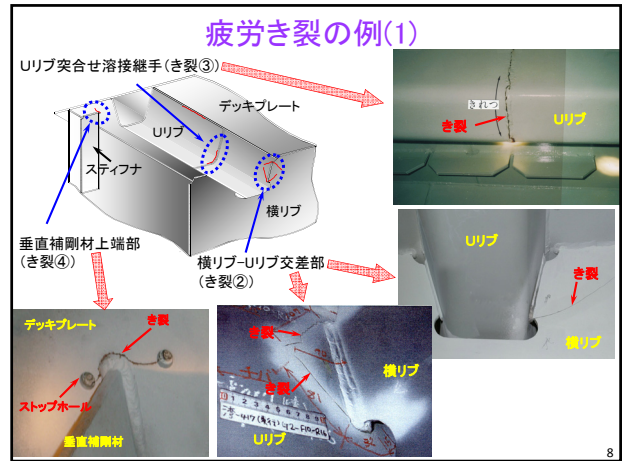 疲労き裂の例(1)
Uリブ突合せ溶接継手(き裂③)
デッキプレート
Uリブ
スティフナ
横リブ
垂直補剛材上端部
(き裂④)
横リブ-Uリブ交差部
(き裂②)
きれつ
き裂
Uリブ
Uリブ
き裂
横リブ
デッキプレート
き裂
ストップホール
垂直補剛材
き裂
横リブ
き裂
Uリブ
8